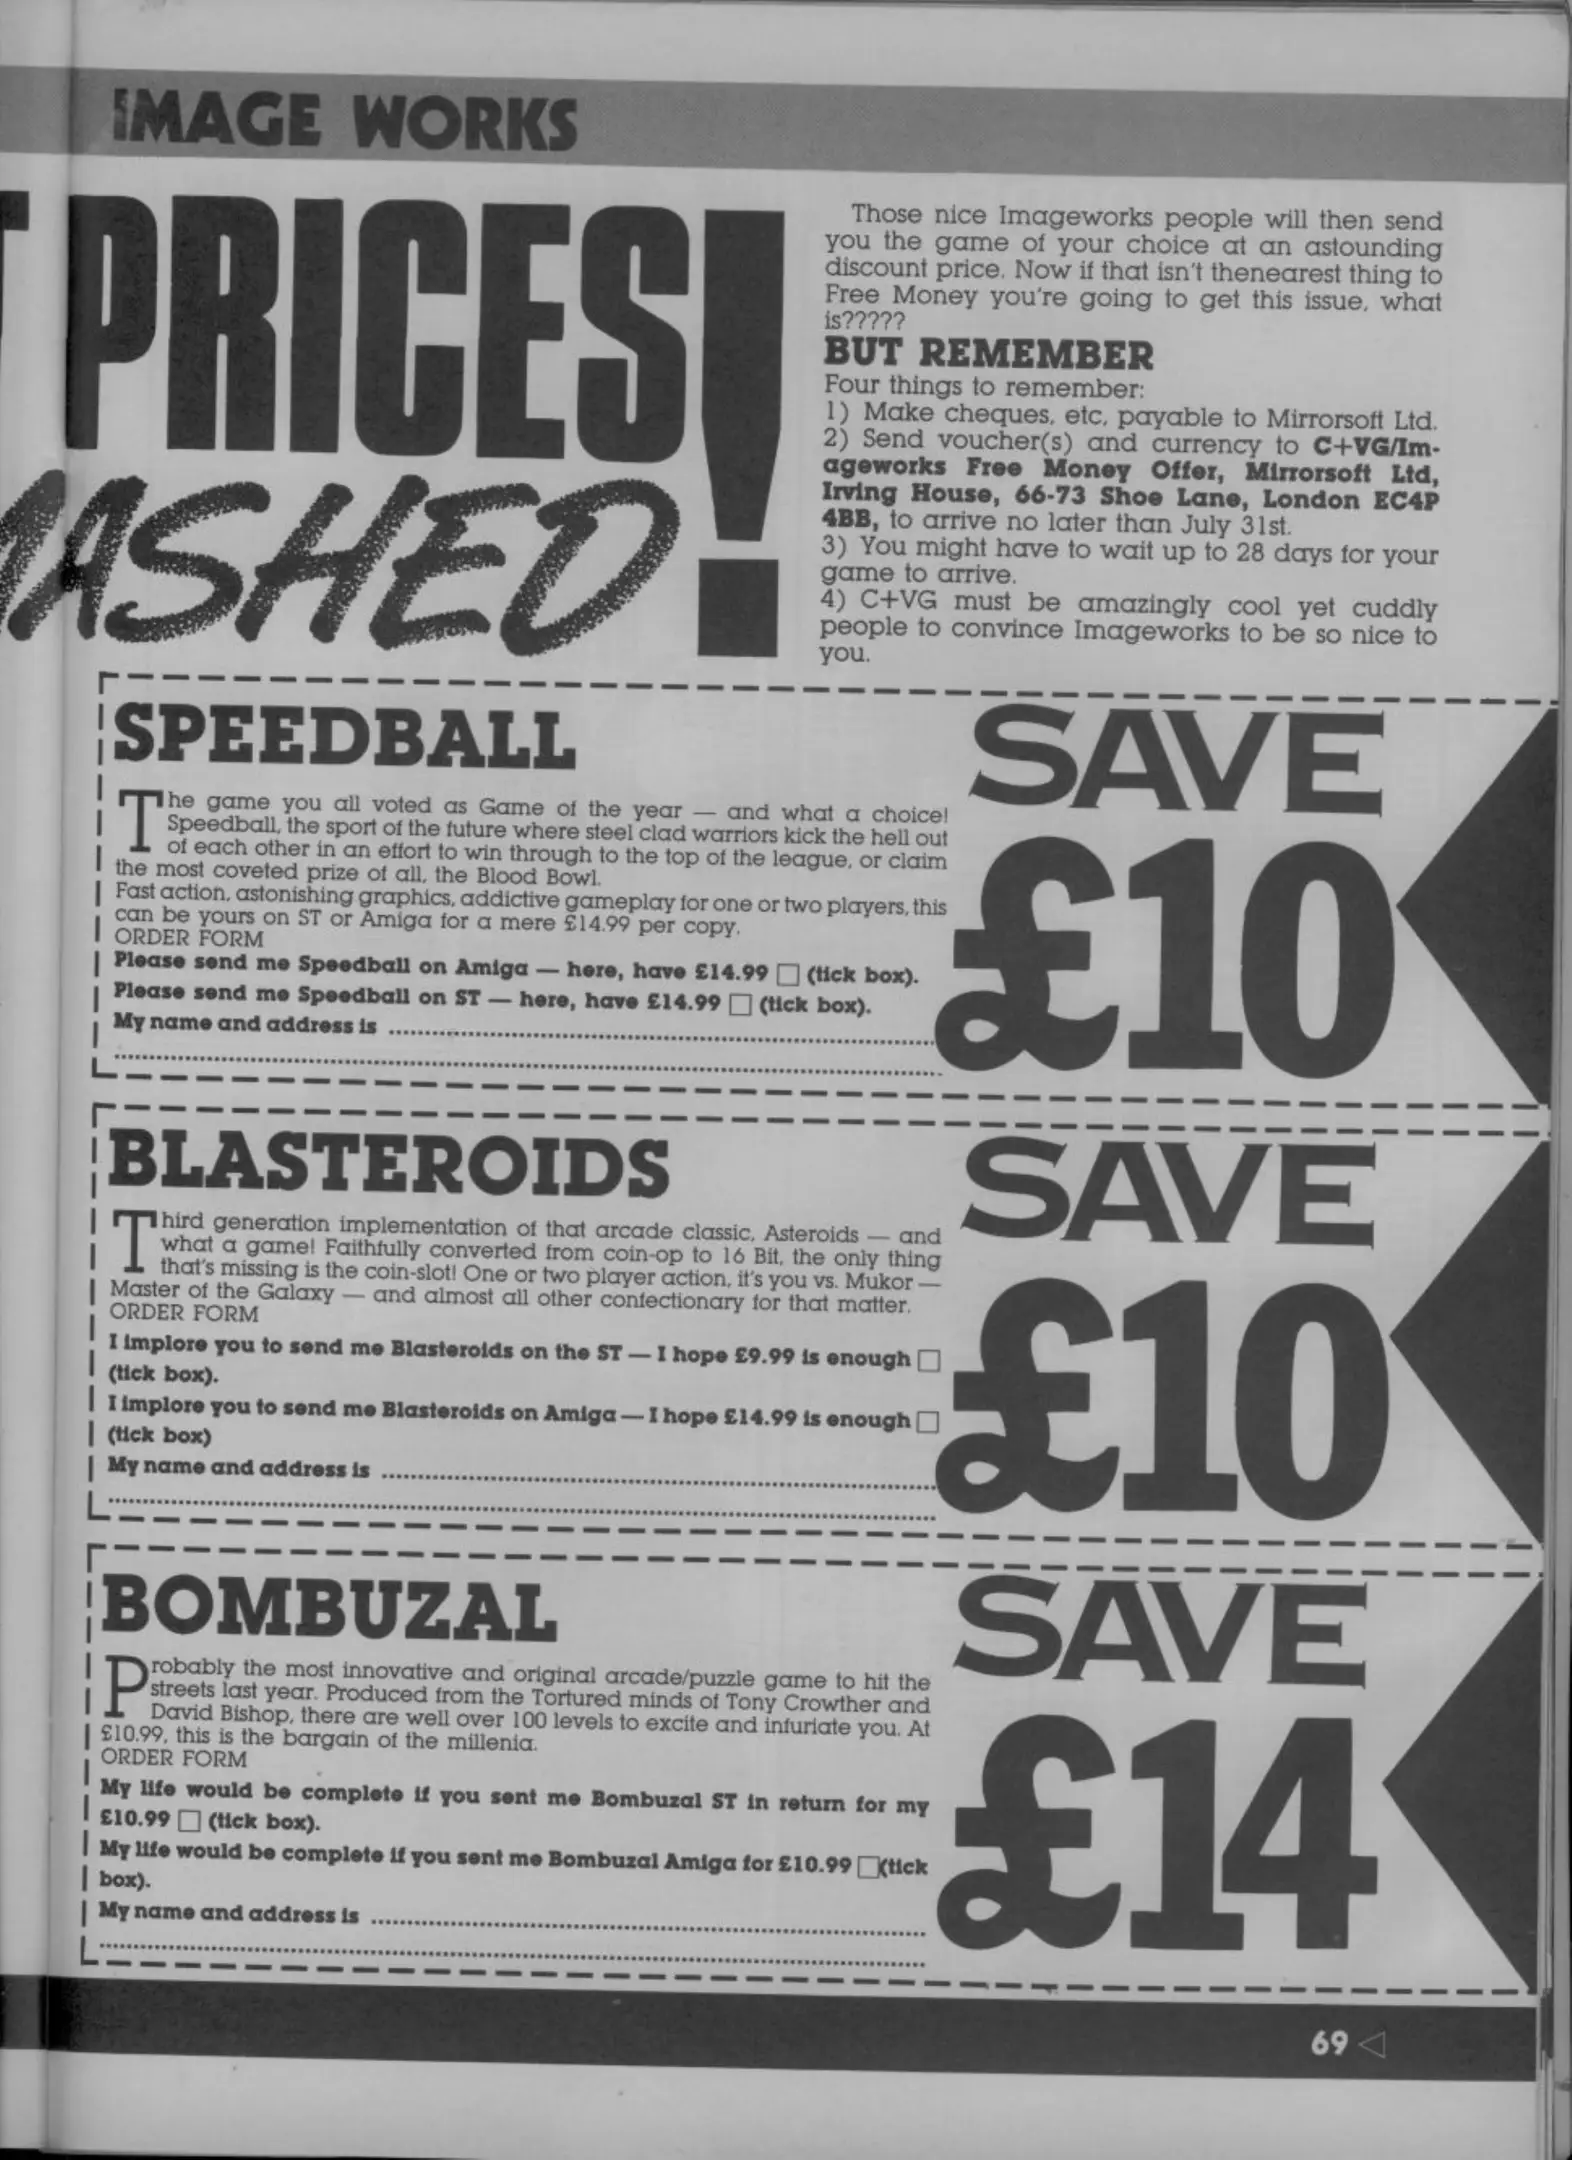 IMAGE WORKS
PRICES!
ASHED
Those nice Imageworks people will then send
you the game of your choice at an astounding
discount price. Now if that isn't thenearest thing to
Free Money you're going to get this issue, what
is?????
BUT REMEMBER
Four things to remember:
1) Make cheques, etc, payable to Mirrorsoft Ltd.
2) Send voucher(s) and currency to C+VG/Im-
ageworks Free Money Offer, Mirrorsoft Ltd,
Irving House, 66-73 Shoe Lane, London EC4P
4BB, to arrive no later than July 31st.
3) You might have to wait up to 28 days for your
game to arrive.
4) C+VG must be amazingly cool yet cuddly
people to convince Imageworks to be so nice to
you.
SPEEDBALL
The game you all voted as Game of the year — and what a choice!
Speedball, the sport of the future where steel clad warriors kick the hell out
of each other in an effort to win through to the top of the league, or claim
the most coveted prize of all, the Blood Bowl.
Fast action, astonishing graphics, addictive gameplay for one or two players, this
can be yours on ST or Amiga for a mere £14.99 per copy.
ORDER FORM
Please send me Speedball on Amiga — here, have £14.99 □ (tick box).
Please send me Speedball on ST — here, have £14.99 □ (tick box).
My name and address is
SAVE
£10
BLASTEROIDS
Third generation implementation of that arcade classic, Asteroids — and
what a game! Faithfully converted from coin-op to 16 Bit, the only thing
that's missing is the coin-slot! One or two player action, it's you vs. Mukor —
Master of the Galaxy — and almost all other confectionary for that matter.
ORDER FORM
I implore you to send me Blasteroids on the ST — I hope £9.99 is enough □
(tick box).
I implore you to send me Blasteroids on Amiga — I hope £14.99 is enough □
(tick box)
My name and address is
SAVE
£10
BOMBUZAL
Probably the most innovative and original arcade/puzzle game to hit the
streets last year. Produced from the Tortured minds of Tony Crowther and
David Bishop, there are well over 100 levels to excite and infuriate you. At
£10.99, this is the bargain of the millenia.
ORDER FORM
My life would be complete if you sent me Bombuzal ST in return for my
£10.99 □ (tick box).
My life would be complete if you sent me Bombuzal Amiga for £10.99 □(tick
box).
My name and address is
SAVE
£14
69